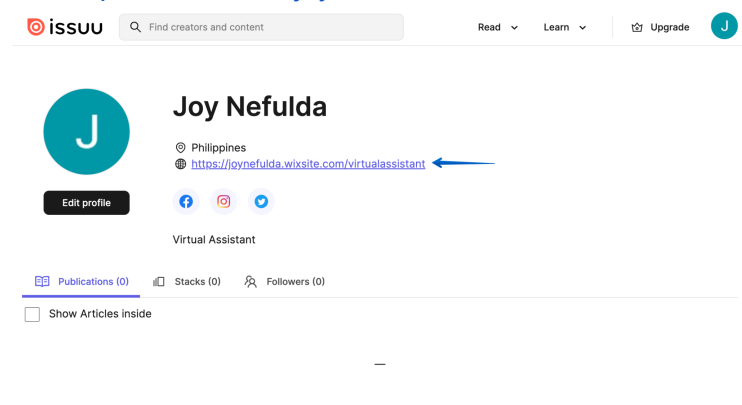 issuu
Find creators and content
Read
Learn
Upgrade
J
J
Joy Nefulda
Philippines
https://joynefulda.wixsite.com/virtualassistant
Edit profile
Virtual Assistant
Publications (0)
Stacks (0)
Followers (0)
Show Articles inside